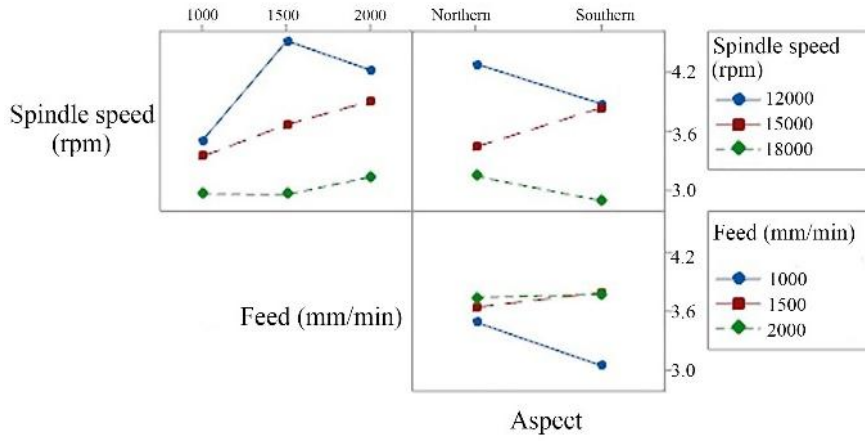 1000 1500 2000 Northern Southern
Spindle speed
(rpm)
4.2
3.6
3.0
Spindle speed
(rpm)
12000
15000
18000
Feed (mm/min)
4.2
3.6
3.0
Feed (mm/min)
1000
1500
2000
Aspect